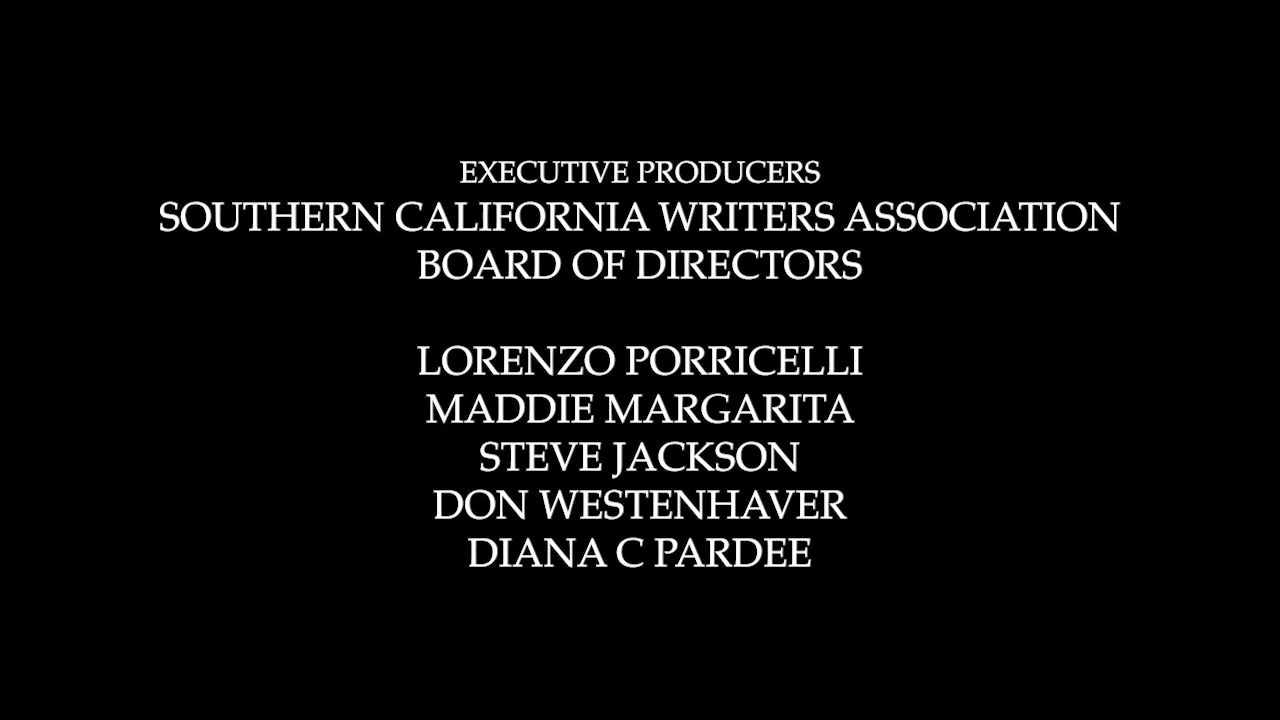 EXECUTIVE PRODUCERS
SOUTHERN CALIFORNIA WRITERS ASSOCIATION
BOARD OF DIRECTORS
LORENZO PORRICELLI
MADDIE MARGARITA
STEVE JACKSON
DON WESTENHAVER
DIANA C PARDEE